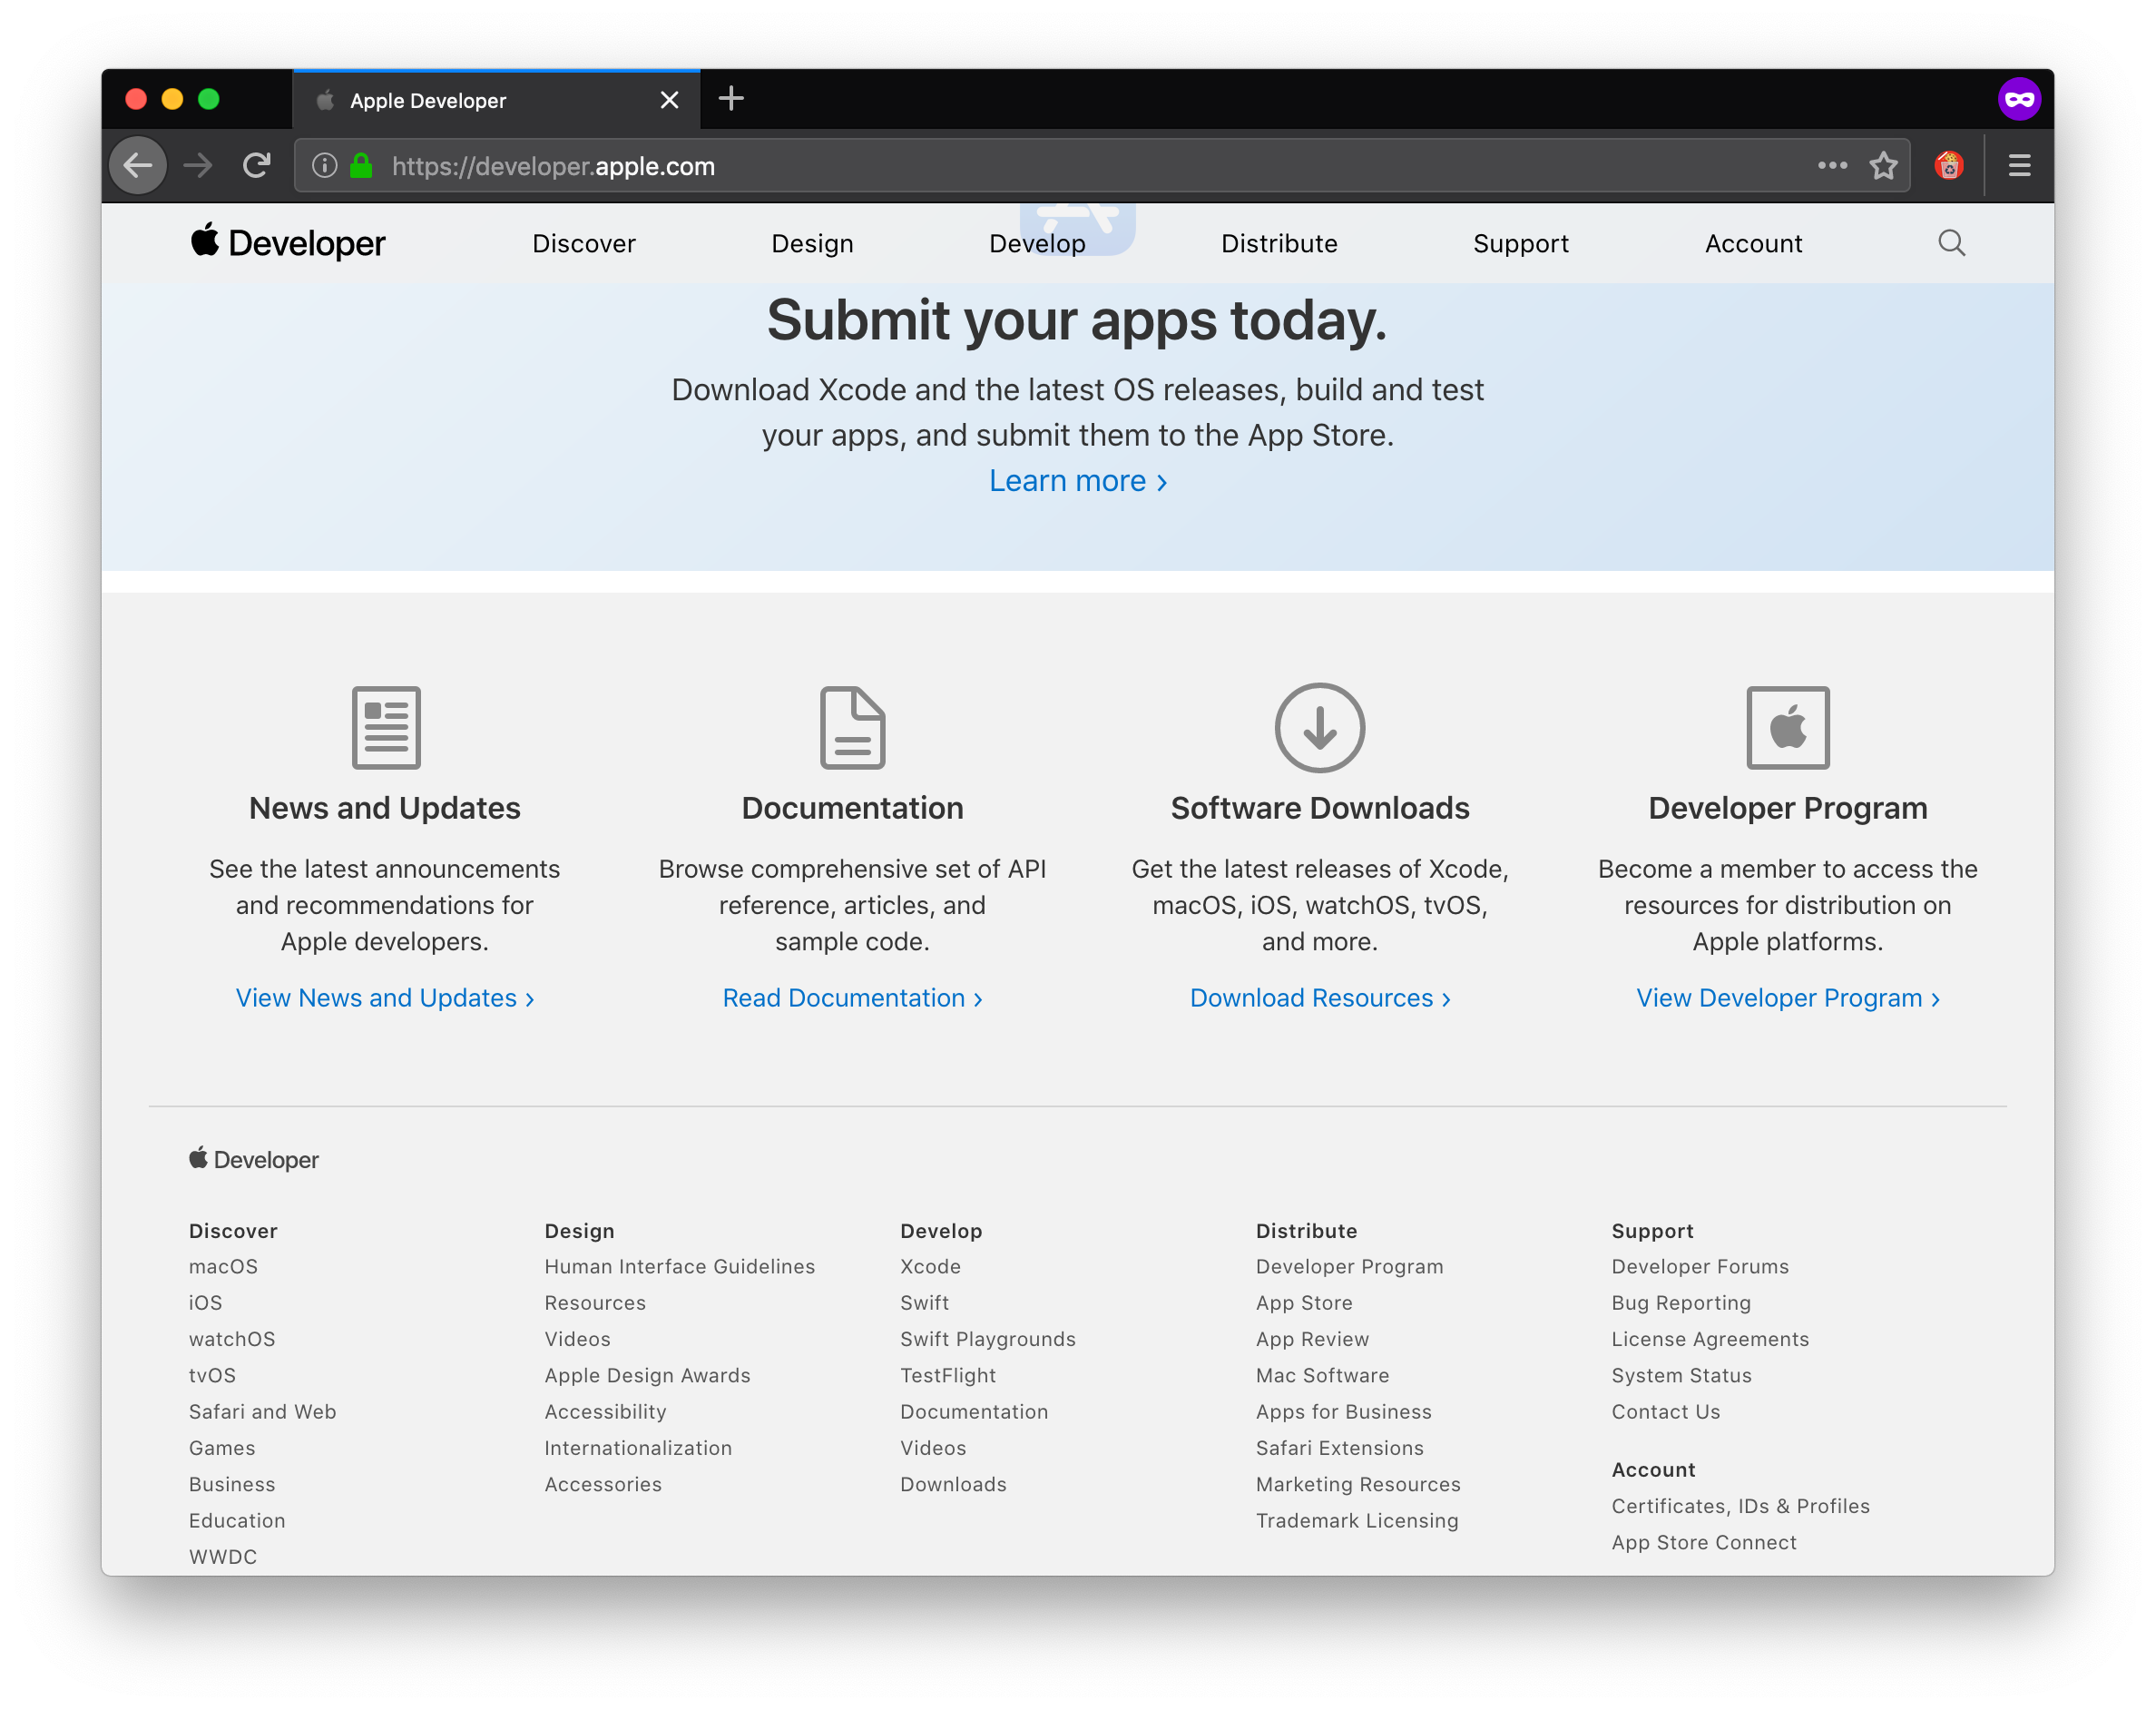 Apple Developer
https://developer.apple.com
Developer Discover Design Develop Distribute Support Account
Submit your apps today.
Download Xcode and the latest OS releases, build and test
your apps, and submit them to the App Store.
Learn more ›
News and Updates
See the latest announcements
and recommendations for
Apple developers.
View News and Updates ›
Documentation
Browse comprehensive set of API
reference, articles, and
sample code.
Read Documentation ›
Software Downloads
Get the latest releases of Xcode,
macOS, iOS, watchOS, tvOS,
and more.
Download Resources ›
Developer Program
Become a member to access the
resources for distribution on
Apple platforms.
View Developer Program ›
Developer
Discover
macOS
iOS
watchOS
tvOS
Safari and Web
Games
Business
Education
WWDC
Design
Human Interface Guidelines
Resources
Videos
Apple Design Awards
Accessibility
Internationalization
Accessories
Develop
Xcode
Swift
Swift Playgrounds
TestFlight
Documentation
Videos
Downloads
Distribute
Developer Program
App Store
App Review
Mac Software
Apps for Business
Safari Extensions
Marketing Resources
Trademark Licensing
Support
Developer Forums
Bug Reporting
License Agreements
System Status
Contact Us
Account
Certificates, IDs & Profiles
App Store Connect